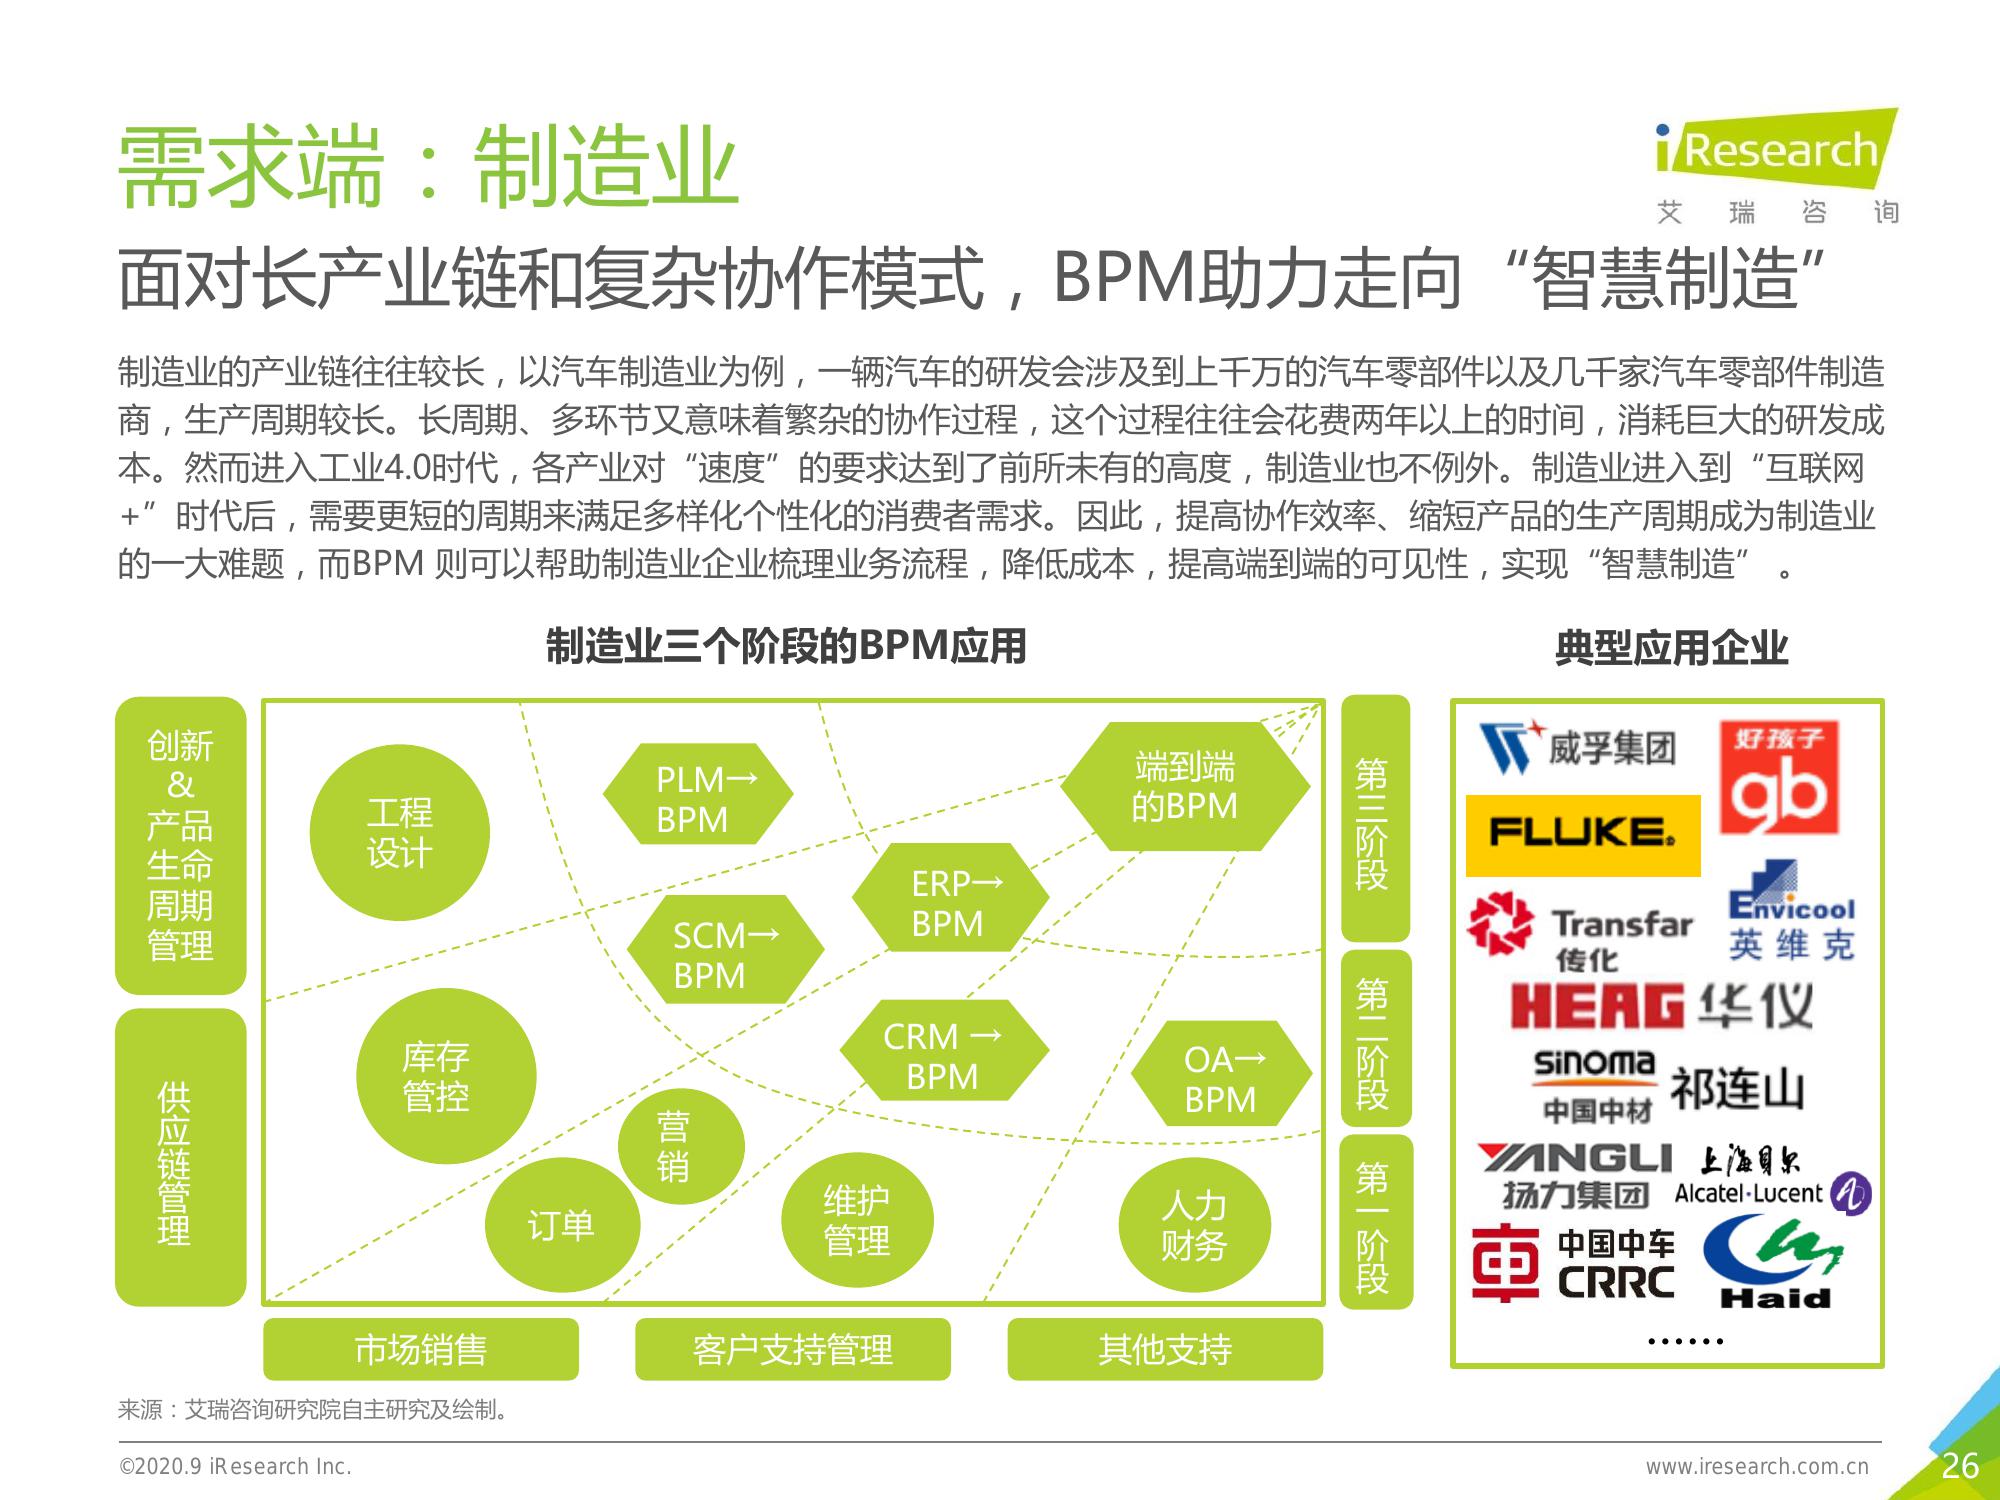 需求端：制造业
iResearch
艾瑞咨询
面对长产业链和复杂协作模式，BPM助力走向“智慧制造”
制造业的产业链往往较长，以汽车制造业为例，一辆汽车的研发会涉及到上千万的汽车零部件以及几千家汽车零部件制造
商，生产周期较长。长周期、多环节又意味着繁杂的协作过程，这个过程往往会花费两年以上的时间，消耗巨大的研发成
本。然而进入工业4.0时代，各产业对“速度”的要求达到了前所未有的高度，制造业也不例外。制造业进入到“互联网
+”时代后，需要更短的周期来满足多样化个性化的消费者需求。因此，提高协作效率、缩短产品的生产周期成为制造业
的一大难题，而BPM 则可以帮助制造业企业梳理业务流程，降低成本，提高端到端的可见性，实现“智慧制造”。
制造业三个阶段的BPM应用
创新
&
产品
生命
周期
管理
供应链管理
工程
设计
PLM→
BPM
端到端
的BPM
ERP→
BPM
SCM→
BPM
库存
管控
CRM →
BPM
OA→
BPM
营
销
订单
维护
管理
人力
财务
第三阶段
第二阶段
第一阶段
市场销售
客户支持管理
其他支持
典型应用企业
威孚集团
好孩子
gb
FLUKE®
Transfar
传化
Envicool
英维克
HEAG华仪
sinoma
中国中材
祁连山
YANGLI
扬力集团
上海贝尔
Alcatel·Lucent
中国中车
CRRC
Haid
······
来源：艾瑞咨询研究院自主研究及绘制。
©2020.9 iResearch Inc.
www.iresearch.com.cn
26